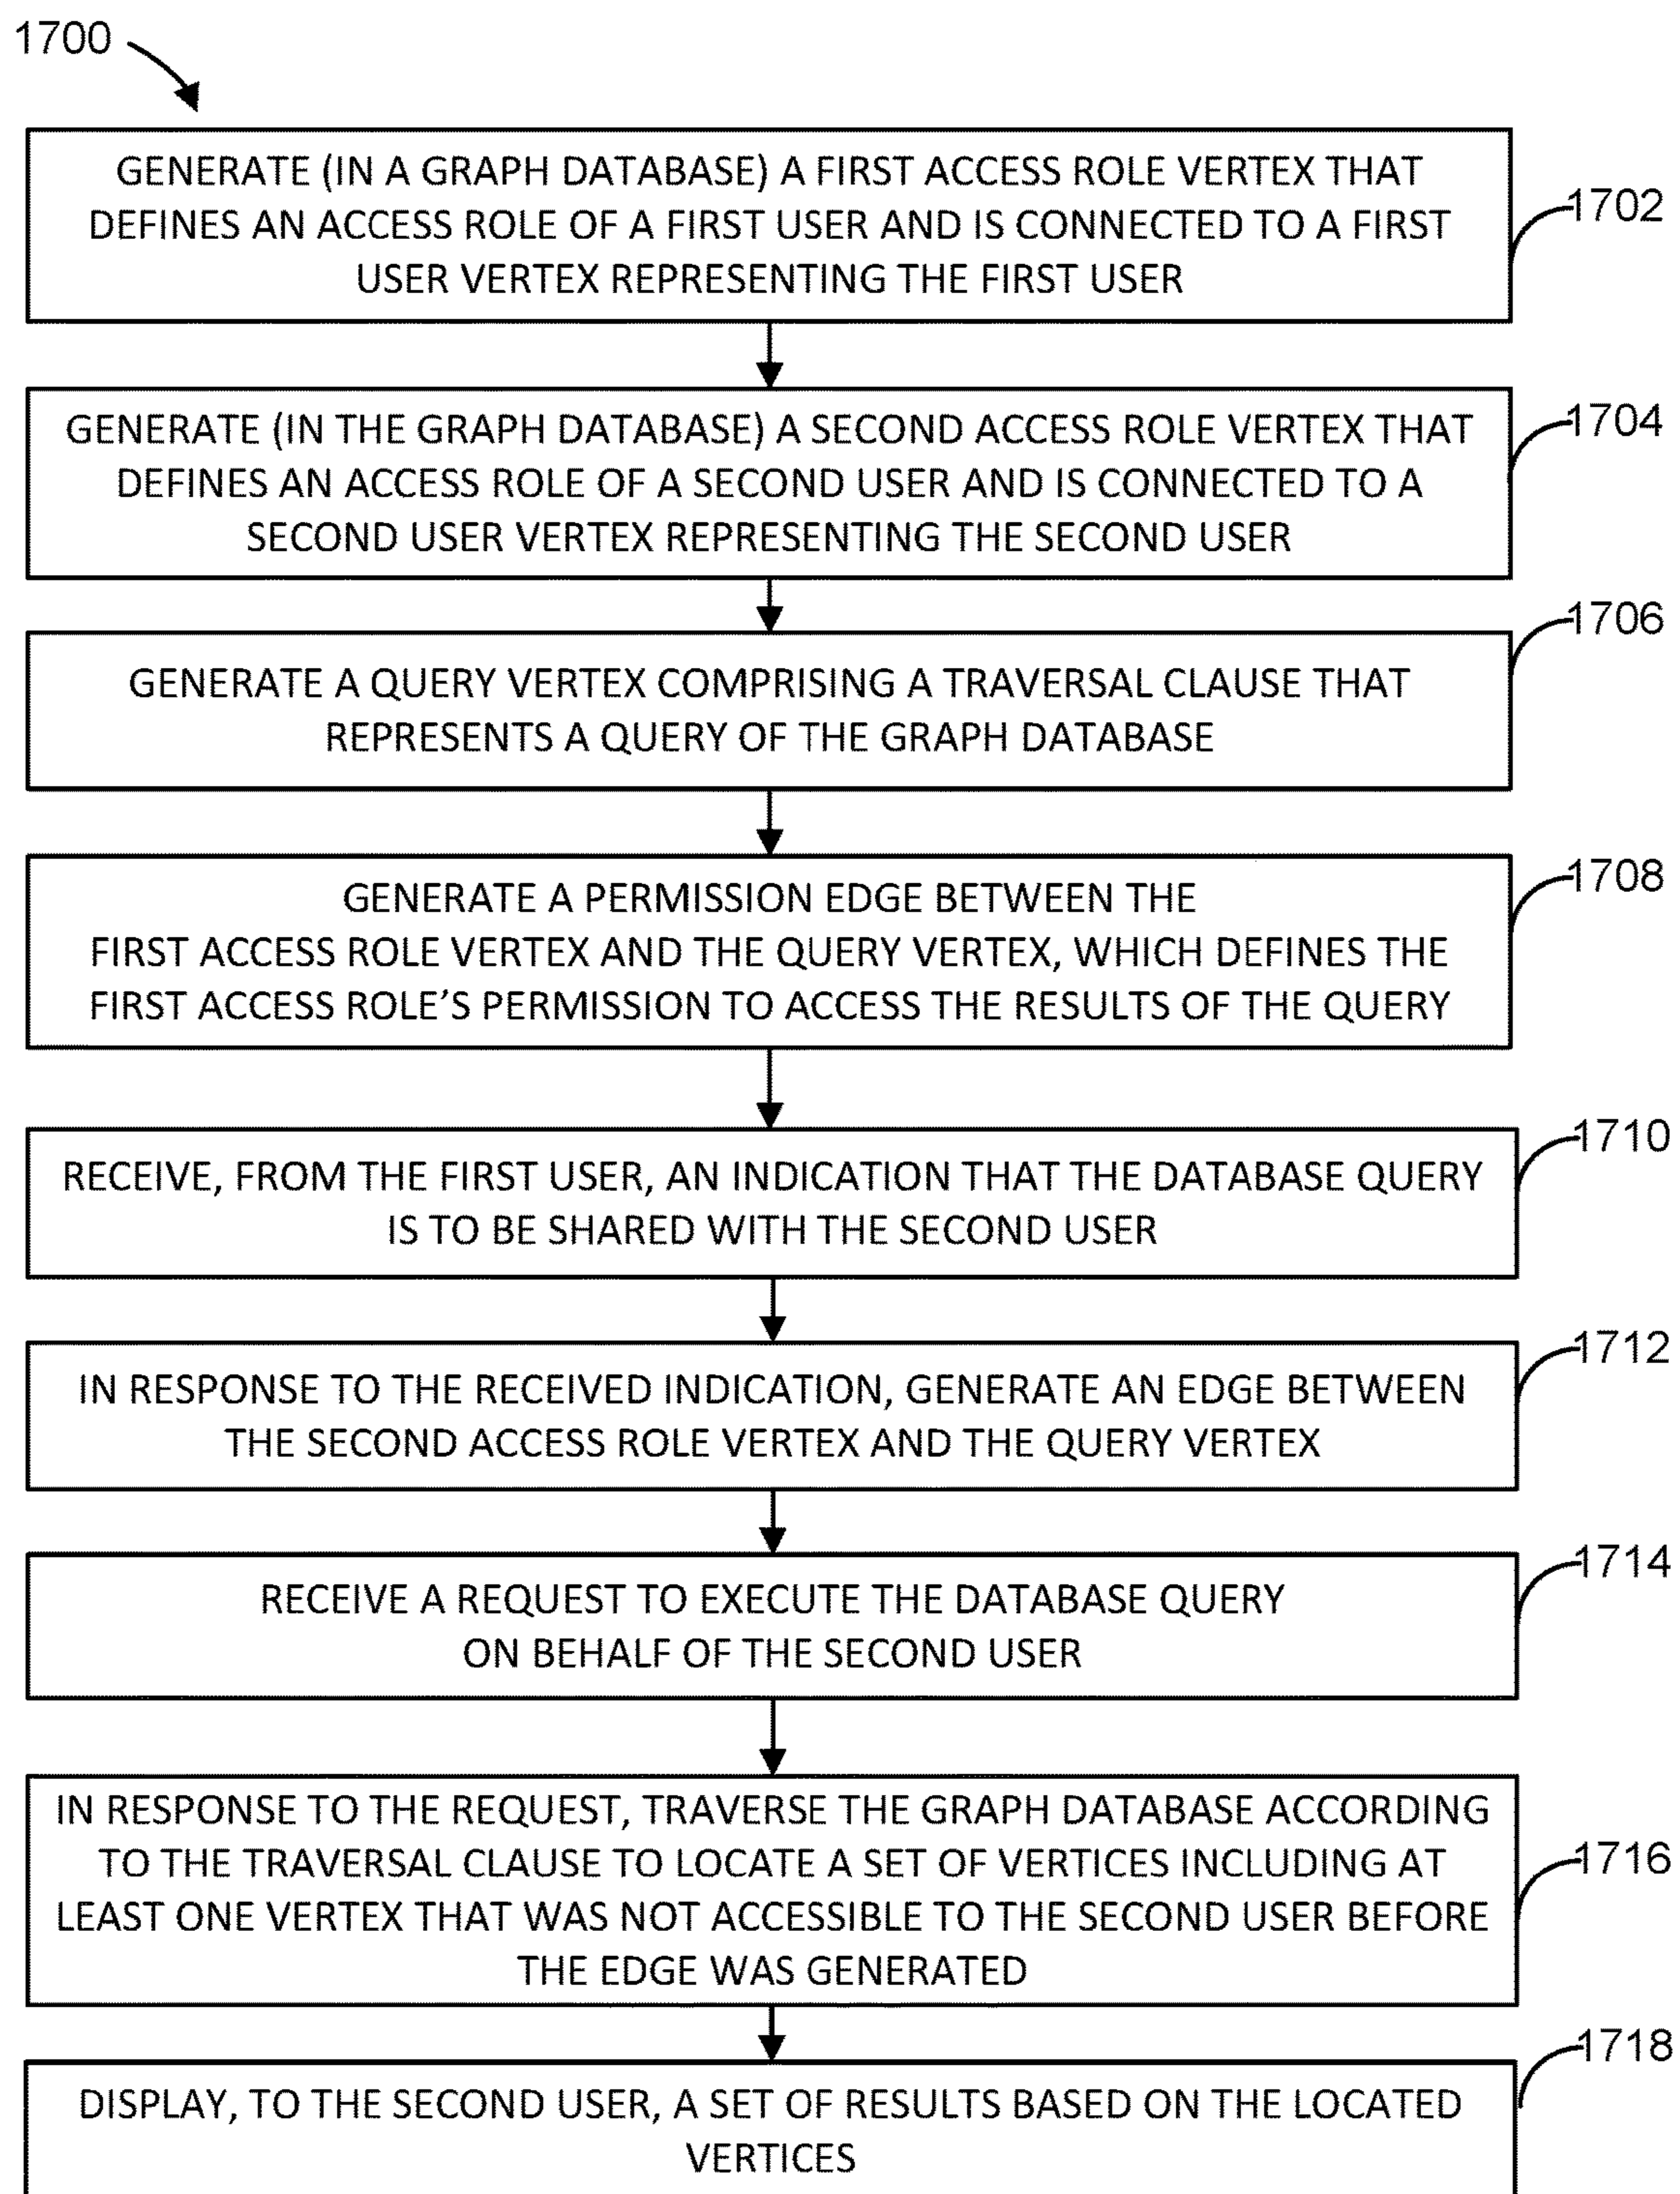 1700
GENERATE (IN A GRAPH DATABASE) A FIRST ACCESS ROLE VERTEX THAT
DEFINES AN ACCESS ROLE OF A FIRST USER AND IS CONNECTED TO A FIRST
USER VERTEX REPRESENTING THE FIRST USER
1702
GENERATE (IN THE GRAPH DATABASE) A SECOND ACCESS ROLE VERTEX THAT
DEFINES AN ACCESS ROLE OF A SECOND USER AND IS CONNECTED TO A
SECOND USER VERTEX REPRESENTING THE SECOND USER
1704
GENERATE A QUERY VERTEX COMPRISING A TRAVERSAL CLAUSE THAT
REPRESENTS A QUERY OF THE GRAPH DATABASE
1706
GENERATE A PERMISSION EDGE BETWEEN THE
FIRST ACCESS ROLE VERTEX AND THE QUERY VERTEX, WHICH DEFINES THE
FIRST ACCESS ROLE’S PERMISSION TO ACCESS THE RESULTS OF THE QUERY
1708
RECEIVE, FROM THE FIRST USER, AN INDICATION THAT THE DATABASE QUERY
IS TO BE SHARED WITH THE SECOND USER
1710
IN RESPONSE TO THE RECEIVED INDICATION, GENERATE AN EDGE BETWEEN
THE SECOND ACCESS ROLE VERTEX AND THE QUERY VERTEX
1712
RECEIVE A REQUEST TO EXECUTE THE DATABASE QUERY
ON BEHALF OF THE SECOND USER
1714
IN RESPONSE TO THE REQUEST, TRAVERSE THE GRAPH DATABASE ACCORDING
TO THE TRAVERSAL CLAUSE TO LOCATE A SET OF VERTICES INCLUDING AT
LEAST ONE VERTEX THAT WAS NOT ACCESSIBLE TO THE SECOND USER BEFORE
THE EDGE WAS GENERATED
1716
DISPLAY, TO THE SECOND USER, A SET OF RESULTS BASED ON THE LOCATED
VERTICES
1718